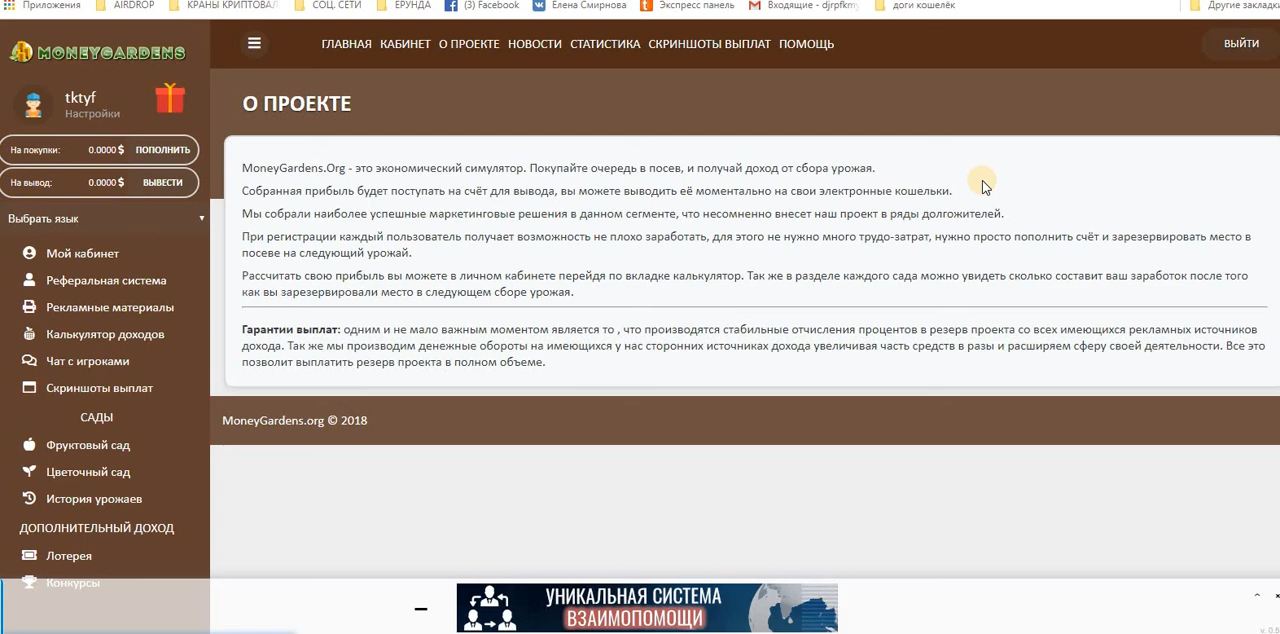 Приложения AIRDROP КРАНЫ КРИПТОВАЛ СОЦ. СЕТИ ЕРУНДА (3) Facebook Елена Смирнова Экспресс панель Входящие - djrpfkmy доги кошелёк Другие закладки
MONEYGARDENS
ГЛАВНАЯ КАБИНЕТ О ПРОЕКТЕ НОВОСТИ СТАТИСТИКА СКРИНШОТЫ ВЫПЛАТ ПОМОЩЬ
ВЫЙТИ
tktyf
Настройки
На покупки: 0.0000 $ ПОПОЛНИТЬ
На вывод: 0.0000 $ ВЫВЕСТИ
Выбрать язык
Мой кабинет
Реферальная система
Рекламные материалы
Калькулятор доходов
Чат с игроками
Скриншоты выплат
САДЫ
Фруктовый сад
Цветочный сад
История урожаев
ДОПОЛНИТЕЛЬНЫЙ ДОХОД
Лотерея
Конкурсы
О ПРОЕКТЕ
MoneyGardens.Org - это экономический симулятор. Покупайте очередь в посев, и получай доход от сбора урожая.
Собранная прибыль будет поступать на счёт для вывода, вы можете выводить её моментально на свои электронные кошельки.
Мы собрали наиболее успешные маркетинговые решения в данном сегменте, что несомненно внесет наш проект в ряды долгожителей.
При регистрации каждый пользователь получает возможность не плохо заработать, для этого не нужно много трудо-затрат, нужно просто пополнить счёт и зарезервировать место в
посеве на следующий урожай.
Рассчитать свою прибыль вы можете в личном кабинете перейдя по вкладке калькулятор. Так же в разделе каждого сада можно увидеть сколько составит ваш заработок после того
как вы зарезервировали место в следующем сборе урожая.
Гарантии выплат: одним и не мало важным моментом является то , что производятся стабильные отчисления процентов в резерв проекта со всех имеющихся рекламных источников
дохода. Так же мы производим денежные обороты на имеющихся у нас сторонних источниках дохода увеличивая часть средств в разы и расширяем сферу своей деятельности. Все это
позволит выплатить резерв проекта в полном объеме.
MoneyGardens.org © 2018
УНИКАЛЬНАЯ СИСТЕМА
ВЗАИМОПОМОЩИ
v. 0.5